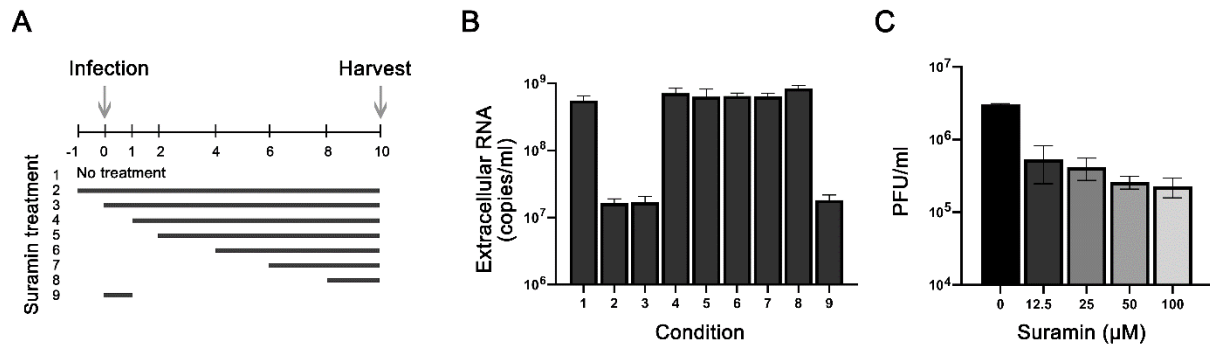 A
Infection
Harvest
-1 0 1 2 4 6 8 10
Suramin treatment
1 No treatment
2
3
4
5
6
7
8
9
B
Extracellular RNA
(copies/ml)
10⁹
10⁸
10⁷
10⁶
1 2 3 4 5 6 7 8 9
Condition
C
PFU/ml
10⁷
10⁶
10⁵
10⁴
0 12.5 25 50 100
Suramin (µM)